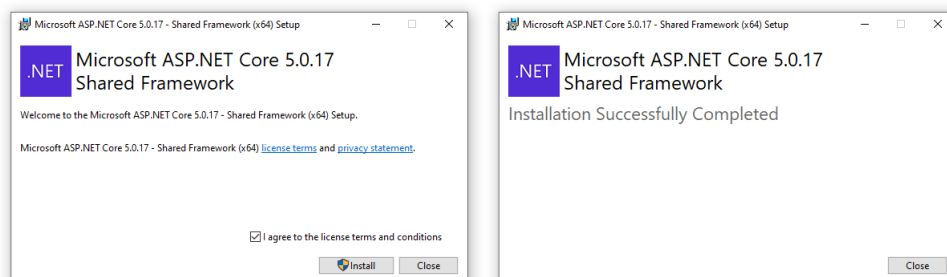 Microsoft ASP.NET Core 5.0.17 - Shared Framework (x64) Setup
.NET
Microsoft ASP.NET Core 5.0.17
Shared Framework
Welcome to the Microsoft ASP.NET Core 5.0.17 - Shared Framework (x64) Setup.
Microsoft ASP.NET Core 5.0.17 - Shared Framework (x64) license terms and privacy statement.
I agree to the license terms and conditions
Install
Close
Microsoft ASP.NET Core 5.0.17 - Shared Framework (x64) Setup
.NET
Microsoft ASP.NET Core 5.0.17
Shared Framework
Installation Successfully Completed
Close